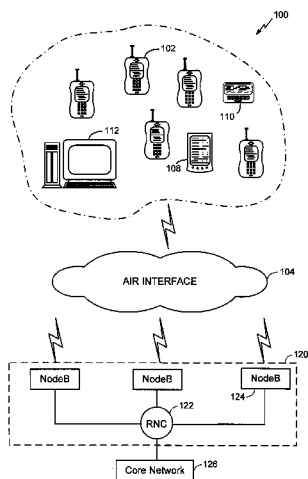 100
102
110
112
108
AIR INTERFACE
104
120
NodeB
NodeB
NodeB
124
122
RNC
Core Network
126